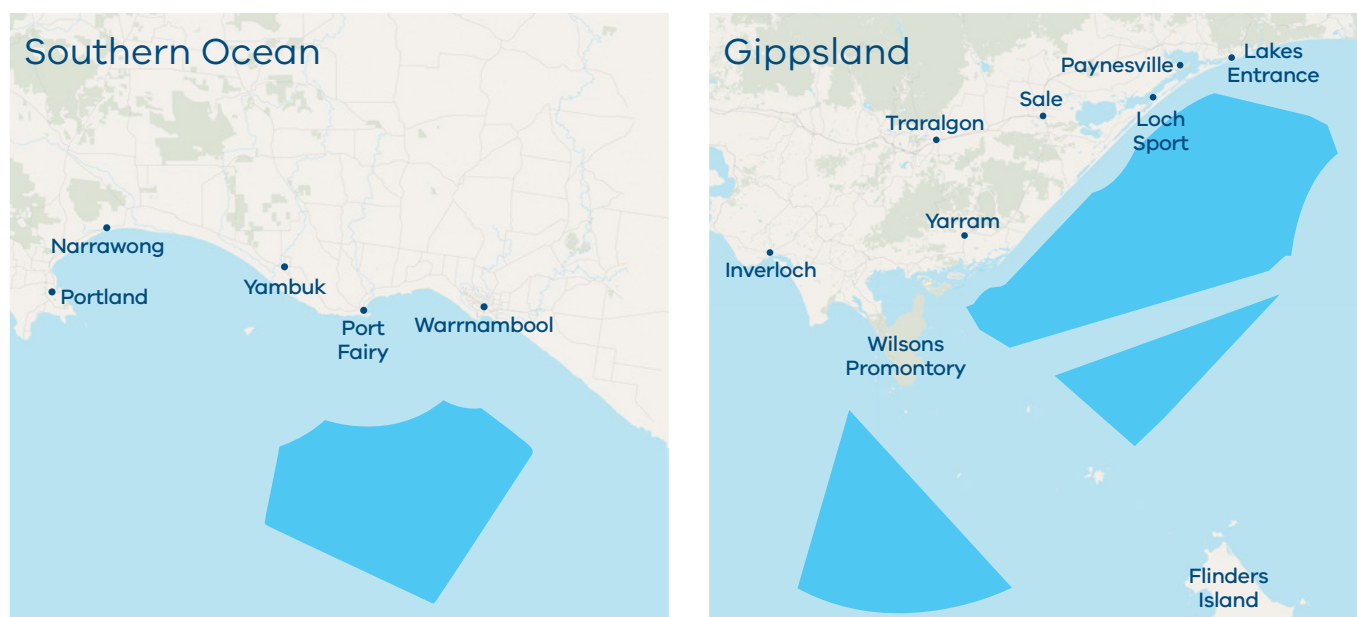 Southern Ocean
Narrawong
Portland
Yambuk
Port
Fairy
Warrnambool
Gippsland
Lakes
Entrance
Paynesville
Sale
Loch
Sport
Traralgon
Yarram
Inverloch
Wilsons
Promontory
Flinders
Island